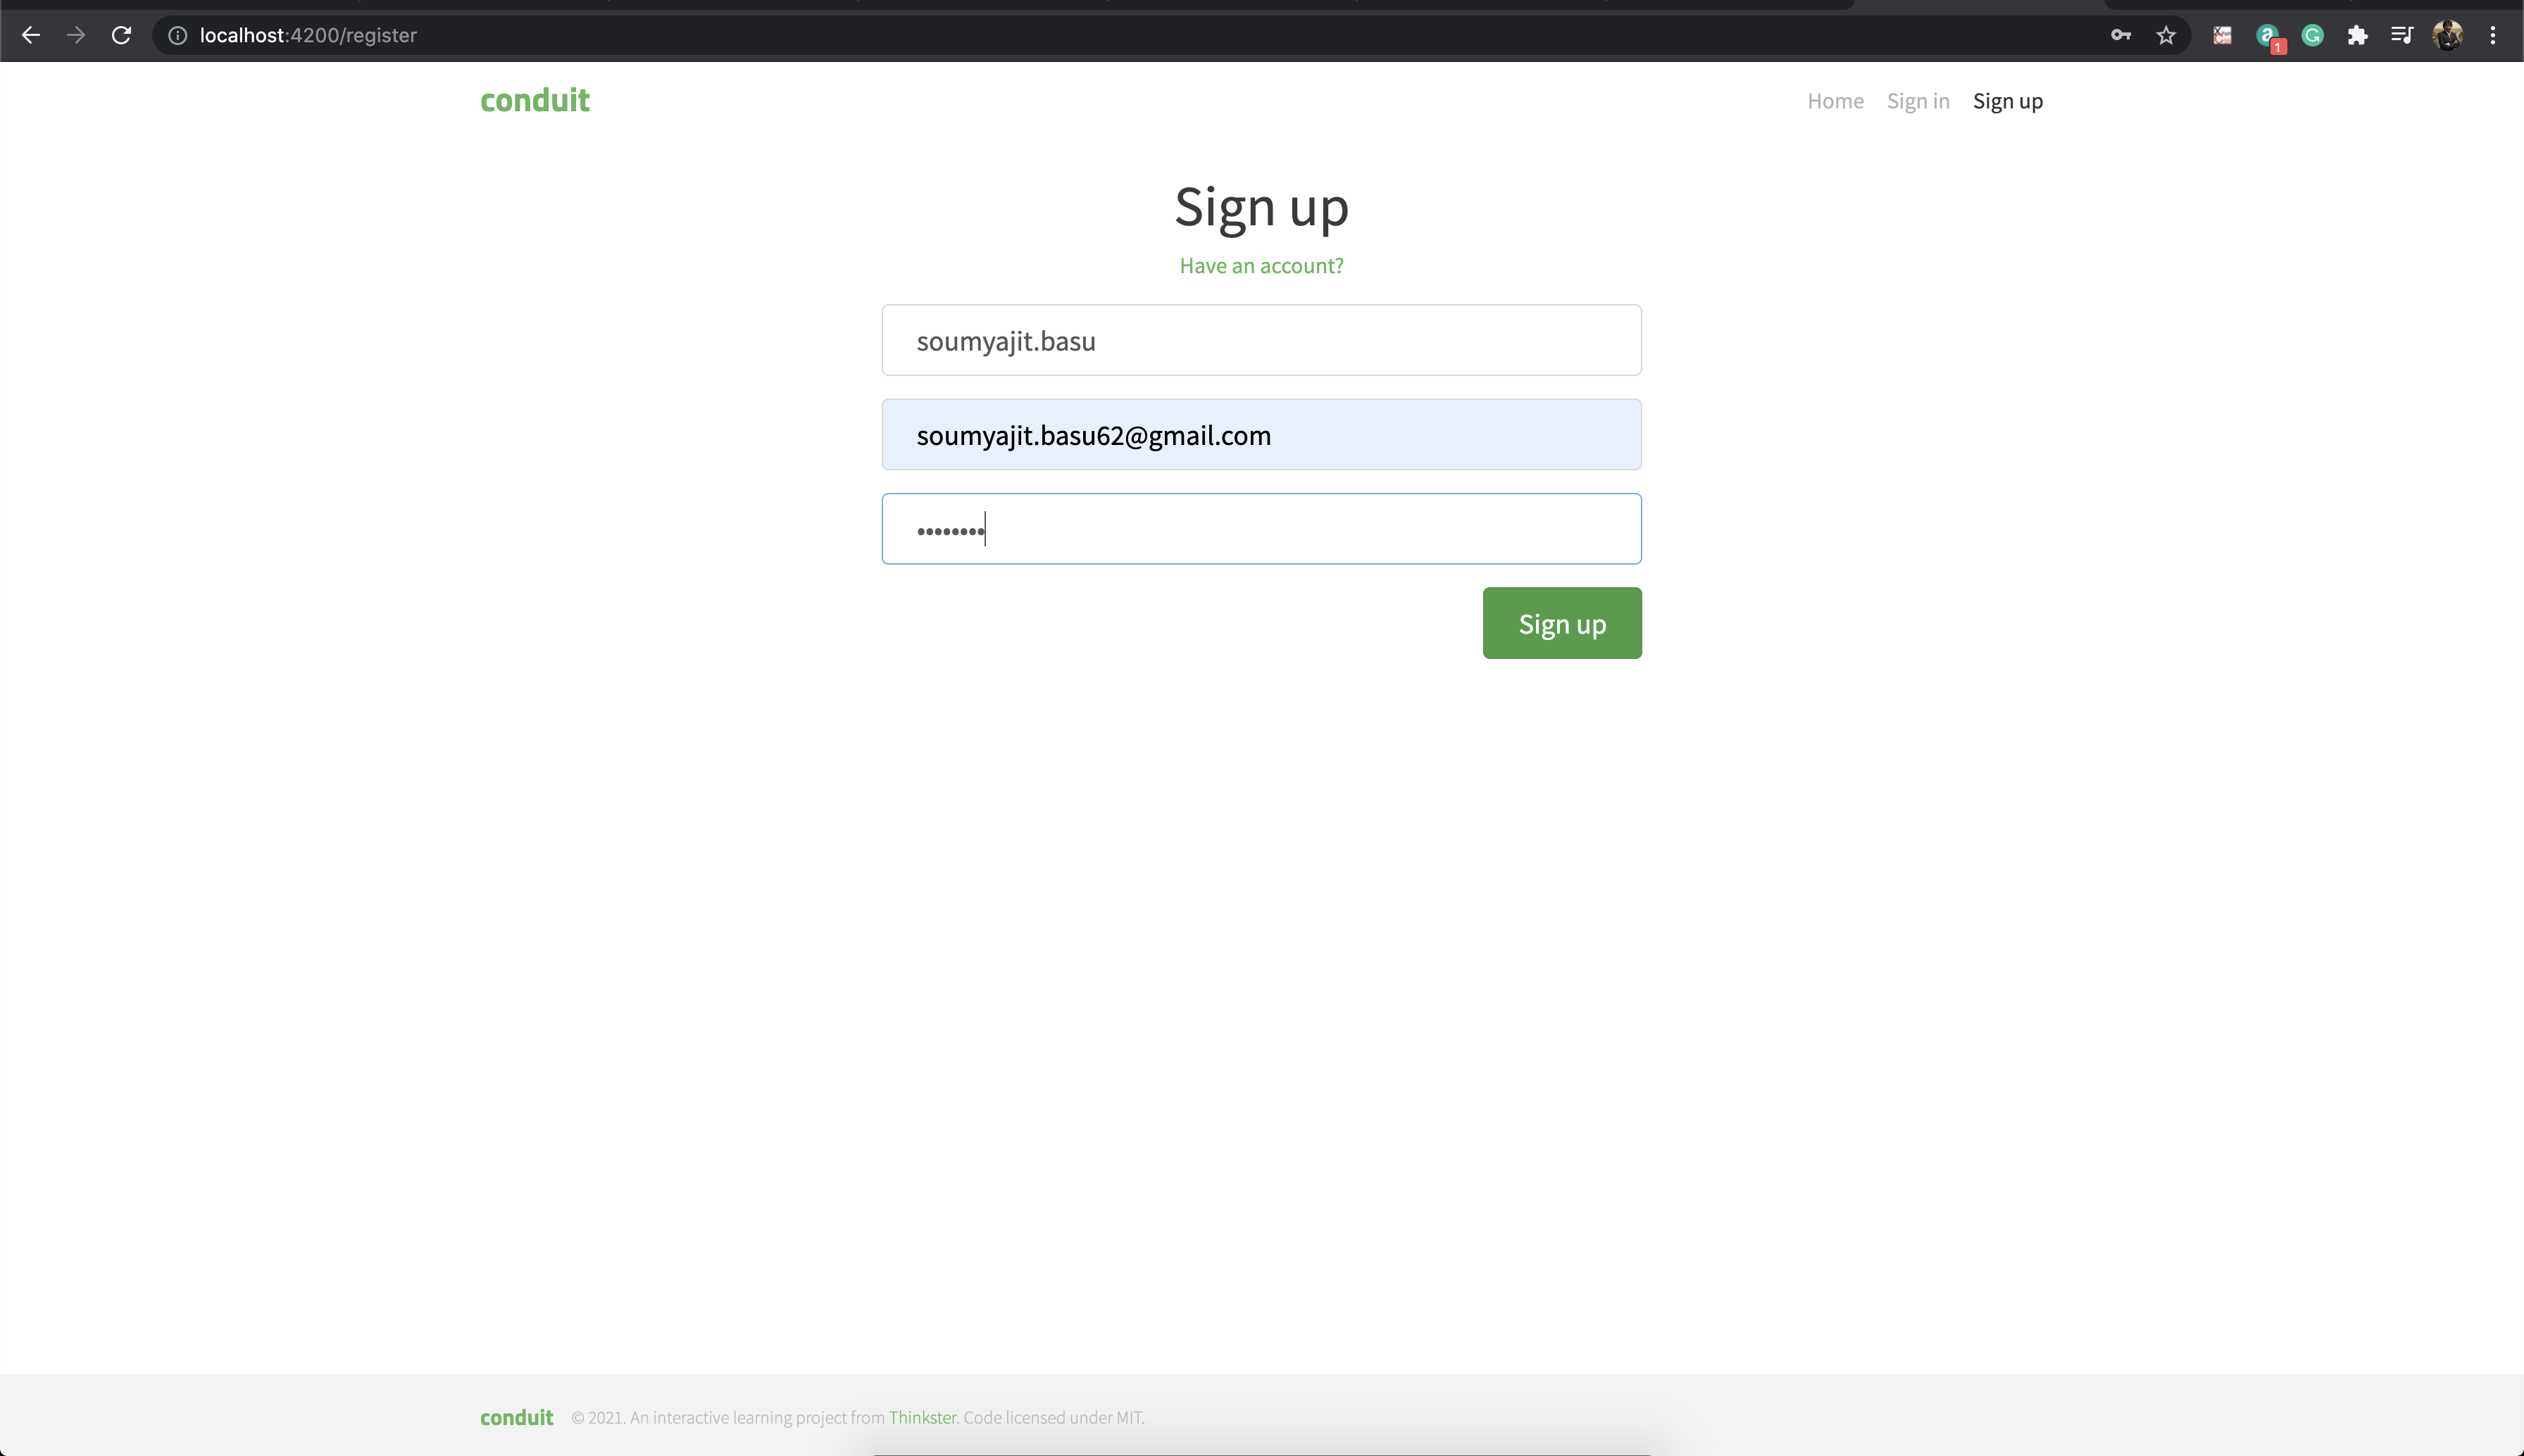 localhost:4200/register
1
conduit
Home Sign in Sign up
Sign up
Have an account?
soumyajit.basu
soumyajit.basu62@gmail.com
••••••••
Sign up
conduit © 2021. An interactive learning project from Thinkster. Code licensed under MIT.